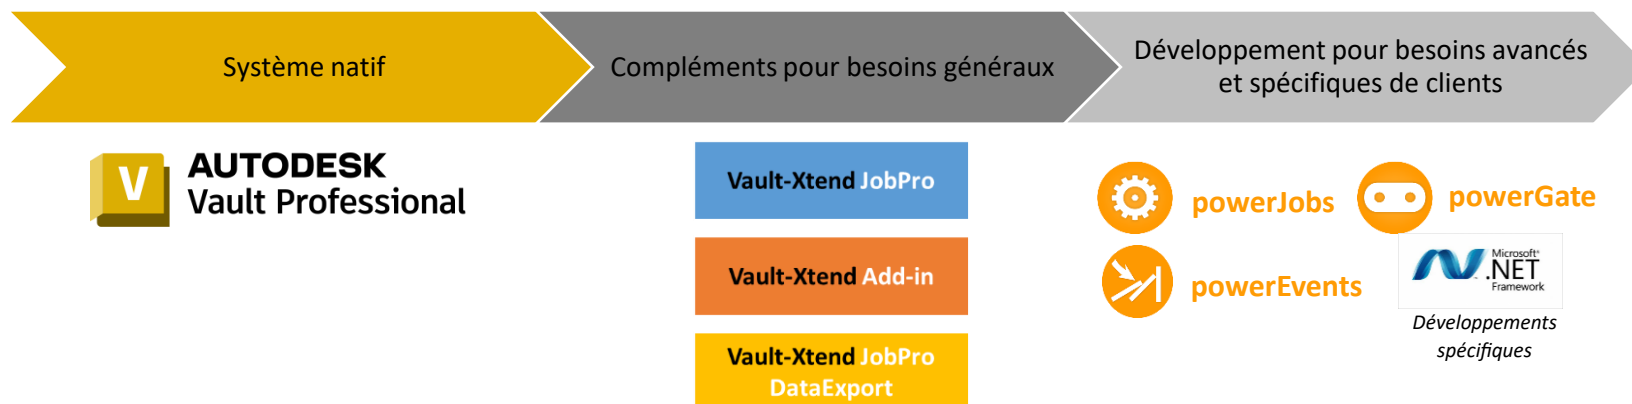 Système natif
Compléments pour besoins généraux
Développement pour besoins avancés
et spécifiques de clients
V
AUTODESK
Vault Professional
Vault-Xtend JobPro
Vault-Xtend Add-in
Vault-Xtend JobPro
DataExport
powerJobs
powerGate
powerEvents
Microsoft®
.NET
Framework
Développements
spécifiques